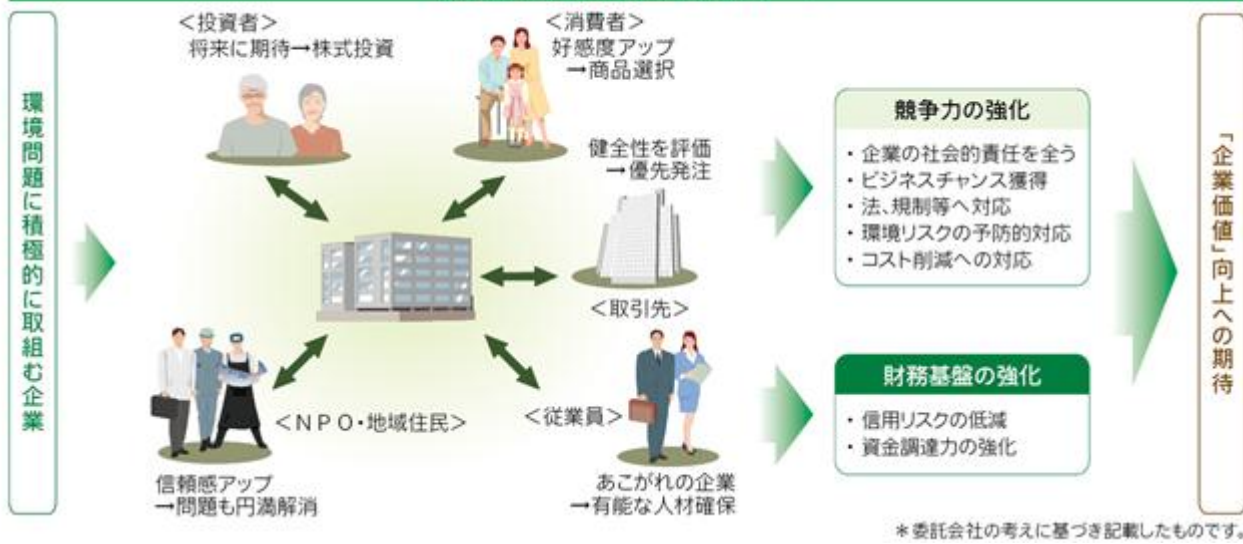 環境問題に積極的に取組む企業
＜投資者＞
将来に期待→株式投資
＜消費者＞
好感度アップ
→商品選択
健全性を評価
→優先発注
＜取引先＞
＜NPO・地域住民＞
信頼感アップ
→問題も円満解消
＜従業員＞
あこがれの企業
→有能な人材確保
競争力の強化
・企業の社会的責任を全う
・ビジネスチャンス獲得
・法、規制等へ対応
・環境リスクの予防的対応
・コスト削減への対応
財務基盤の強化
・信用リスクの低減
・資金調達力の強化
「企業価値」向上への期待
＊委託会社の考えに基づき記載したものです。